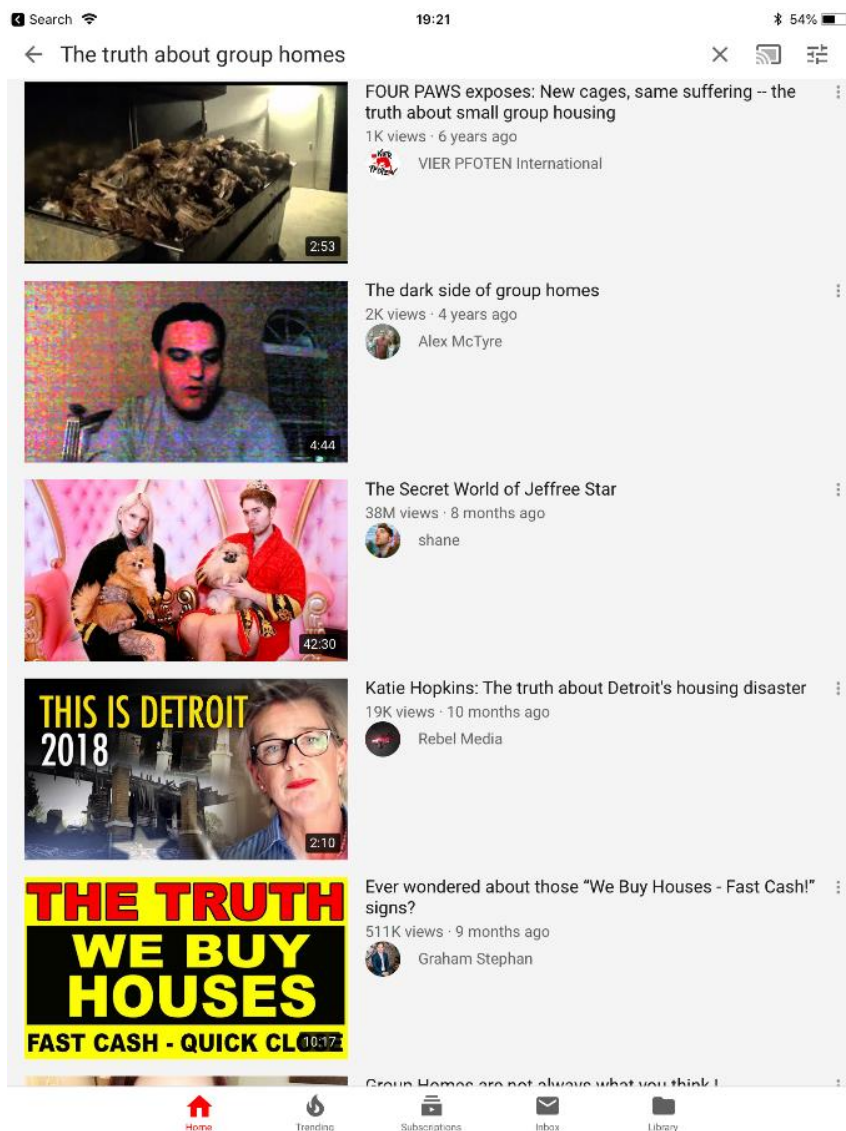 Search
19:21
54%
The truth about group homes
FOUR PAWS exposes: New cages, same suffering -- the
truth about small group housing
1K views · 6 years ago
VIER PFOTEN International
2:53
The dark side of group homes
2K views · 4 years ago
Alex McTyre
4:44
The Secret World of Jeffree Star
38M views · 8 months ago
shane
42:30
THIS IS DETROIT
2018
2:10
Katie Hopkins: The truth about Detroit's housing disaster
19K views · 10 months ago
Rebel Media
THE TRUTH
WE BUY
HOUSES
FAST CASH - QUICK CLOSE
10:17
Ever wondered about those “We Buy Houses - Fast Cash!”
signs?
511K views · 9 months ago
Graham Stephan
Group Homes are not always what you think !
Home
Trending
Subscriptions
Inbox
Library